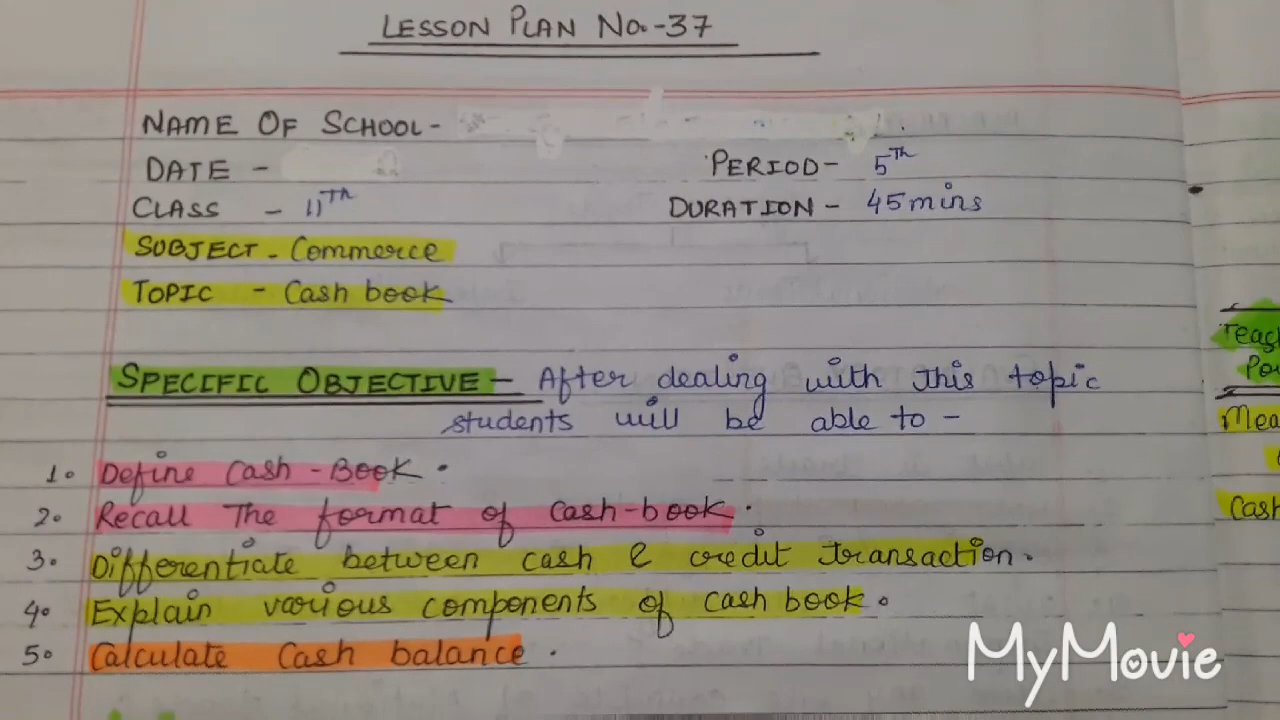 LESSON PLAN No.-37
NAME OF SCHOOL-
DATE -
PERIOD- 5Th
CLASS - 11Th
DURATION - 45 mins
SUBJECT - Commerce
TOPIC - Cash book
SPECIFIC OBJECTIVE - After dealing with this topic
students will be able to -
1. Define Cash-Book.
2. Recall The format of cash-book.
3. Differentiate between cash & credit transaction.
4. Explain various components of cash book.
5. Calculate Cash balance.
Cash
MyMovie